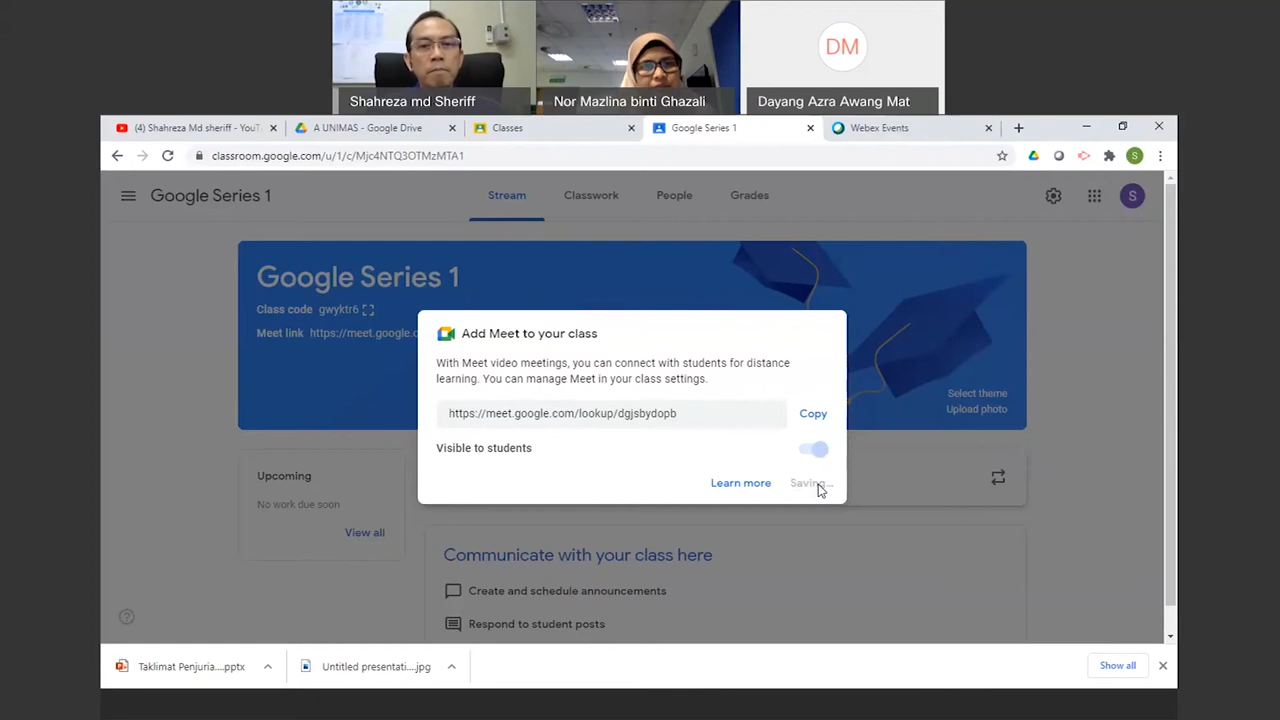 DM
Shahreza md Sheriff
Nor Mazlina binti Ghazali
Dayang Azra Awang Mat
(4) Shahreza Md sheriff - YouT
A UNIMAS - Google Drive
Classes
Google Series 1
Webex Events
classroom.google.com/u/1/c/Mjc4NTQ3OTMzMTA1
S
Google Series 1
Stream
Classwork
People
Grades
S
Google Series 1
Class code gwyktr6
Meet link https://meet.google.c
Add Meet to your class
With Meet video meetings, you can connect with students for distance
learning. You can manage Meet in your class settings.
https://meet.google.com/lookup/dgjsbydopb
Copy
Visible to students
Learn more
Saving...
Select theme
Upload photo
Upcoming
No work due soon
View all
Communicate with your class here
Create and schedule announcements
Respond to student posts
Taklimat Penjuria....pptx
Untitled presentati....jpg
Show all